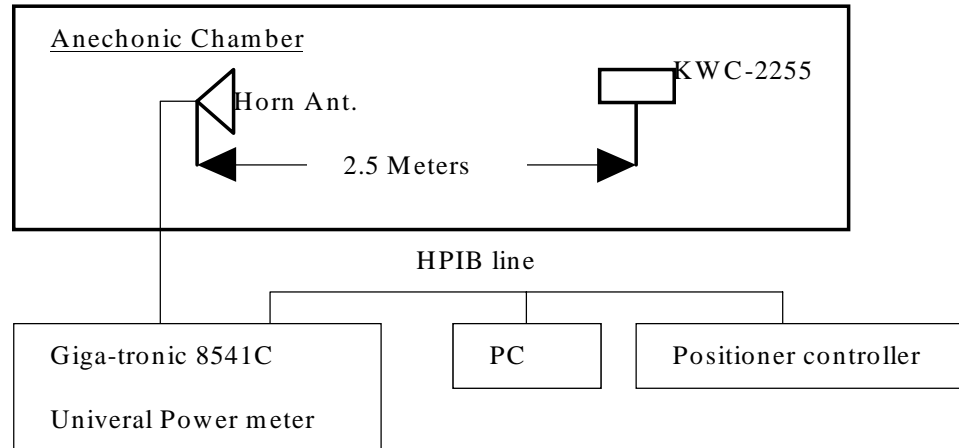 Anechonic Chamber
KWC-2255
Horn Ant.
2.5 Meters
HPIB line
Giga-tronic 8541C
Univeral Power meter
PC
Positioner controller